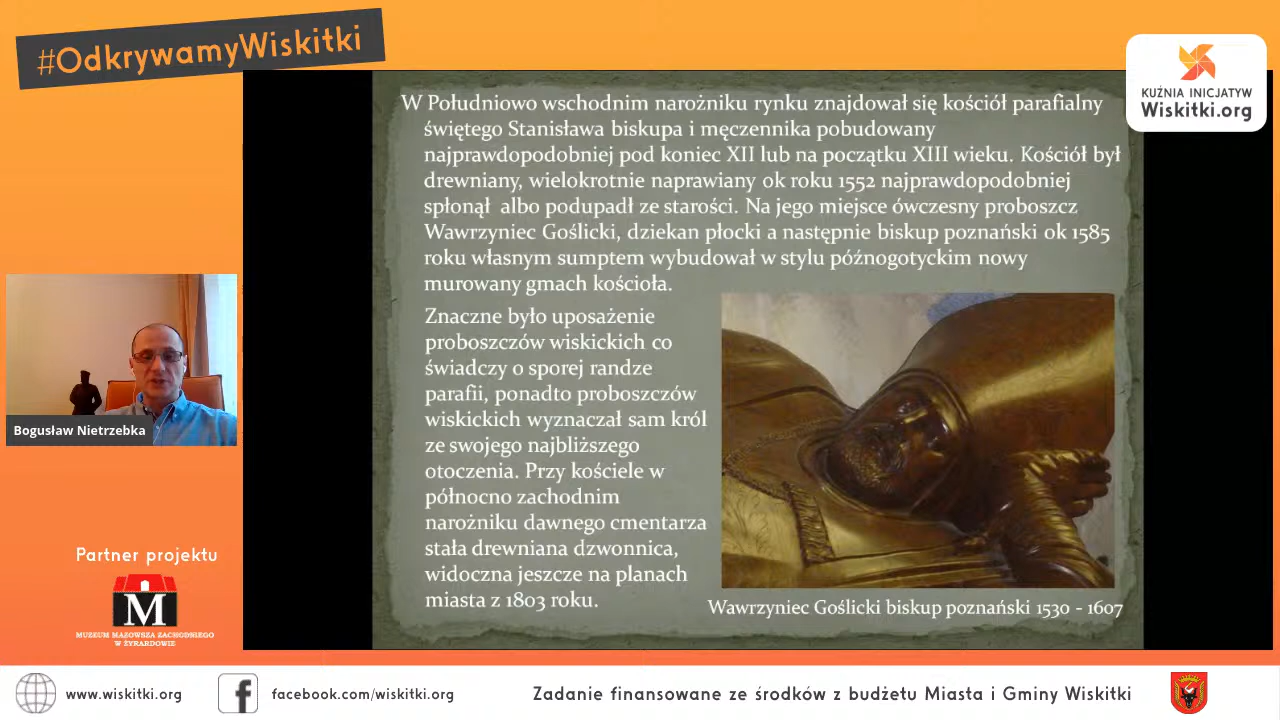 #OdkrywamyWiskitki
KUŹNIA INICJATYW
Wiskitki.org
W Południowo wschodnim narożniku rynku znajdował się kościół parafialny
świętego Stanisława biskupa i męczennika pobudowany
najprawdopodobniej pod koniec XII lub na początku XIII wieku. Kościół był
drewniany, wielokrotnie naprawiany ok roku 1552 najprawdopodobniej
spłonął albo podupadł ze starości. Na jego miejsce ówczesny proboszcz
Wawrzyniec Goślicki, dziekan płocki a następnie biskup poznański ok 1585
roku własnym sumptem wybudował w stylu późnogotyckim nowy
murowany gmach kościoła.
Znaczne było uposażenie
proboszczów wiskickich co
świadczy o sporej randze
parafii, ponadto proboszczów
wiskickich wyznaczał sam król
ze swojego najbliższego
otoczenia. Przy kościele w
północno zachodnim
narożniku dawnego cmentarza
stała drewniana dzwonnica,
widoczna jeszcze na planach
miasta z 1803 roku.
Wawrzyniec Goślicki biskup poznański 1530 - 1607
Bogusław Nietrzebka
Partner projektu
M
MUZEUM MAZOWSZA ZACHODNIEGO
W ŻYRARDOWIE
www.wiskitki.org
facebook.com/wiskitki.org
Zadanie finansowane ze środków z budżetu Miasta i Gminy Wiskitki